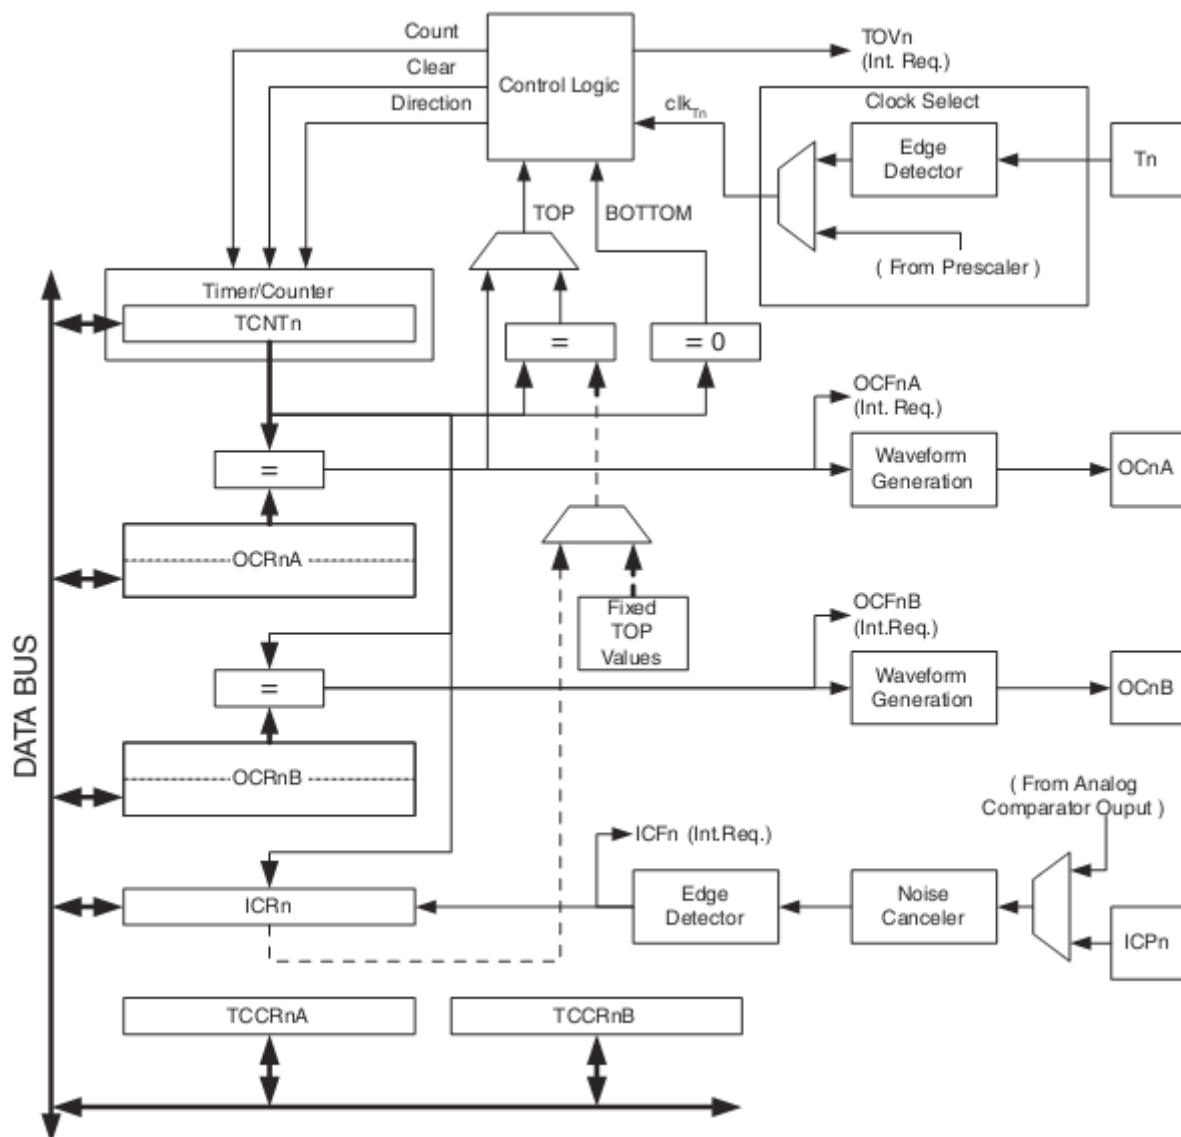 Count
Clear
Direction
Control Logic
TOVn
(Int. Req.)
clk Tn
Clock Select
Edge
Detector
Tn
( From Prescaler )
TOP
BOTTOM
Timer/Counter
TCNTn
=
= 0
OCFnA
(Int. Req.)
=
Waveform
Generation
OCnA
OCRnA
Fixed
TOP
Values
OCFnB
(Int.Req.)
=
Waveform
Generation
OCnB
OCRnB
DATA BUS
( From Analog
Comparator Ouput )
ICFn (Int.Req.)
ICRn
Edge
Detector
Noise
Canceler
ICPn
TCCRnA
TCCRnB